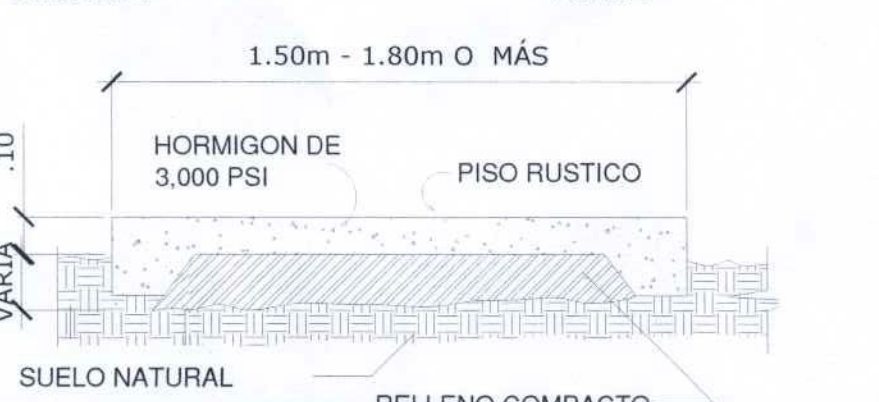 1.50m - 1.80m O MÁS
.10
HORMIGON DE
3,000 PSI
PISO RUSTICO
VARIA
SUELO NATURAL
RELLENO COMPACTO